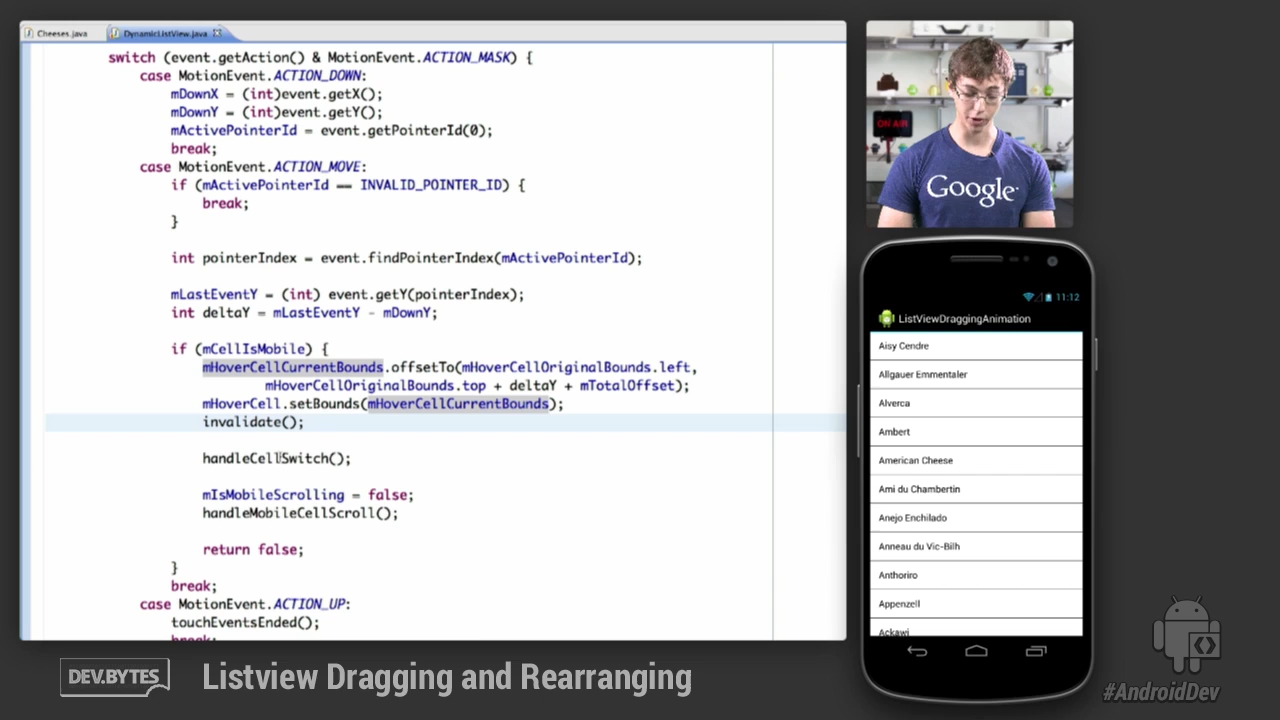 Cheeses.java
DynamicListView.java
switch (event.getAction() & MotionEvent.ACTION_MASK) {
case MotionEvent.ACTION_DOWN:
mDownX = (int)event.getX();
mDownY = (int)event.getY();
mActivePointerId = event.getPointerId(0);
break;
case MotionEvent.ACTION_MOVE:
if (mActivePointerId == INVALID_POINTER_ID) {
break;
}
int pointerIndex = event.findPointerIndex(mActivePointerId);
mLastEventY = (int) event.getY(pointerIndex);
int deltaY = mLastEventY - mDownY;
if (mCellIsMobile) {
mHoverCellCurrentBounds.offsetTo(mHoverCellOriginalBounds.left,
mHoverCellOriginalBounds.top + deltaY + mTotalOffset);
mHoverCell.setBounds(mHoverCellCurrentBounds);
invalidate();
handleCellSwitch();
mIsMobileScrolling = false;
handleMobileCellScroll();
return false;
}
break;
case MotionEvent.ACTION_UP:
touchEventsEnded();
break;
ON AIR
Google
11:12
ListViewDraggingAnimation
Aisy Cendre
Allgauer Emmentaler
Alverca
Ambert
American Cheese
Ami du Chambertin
Anejo Enchilado
Anneau du Vic-Bilh
Anthoriro
Appenzell
Ackawi
DEV.BYTES
Listview Dragging and Rearranging
#AndroidDev